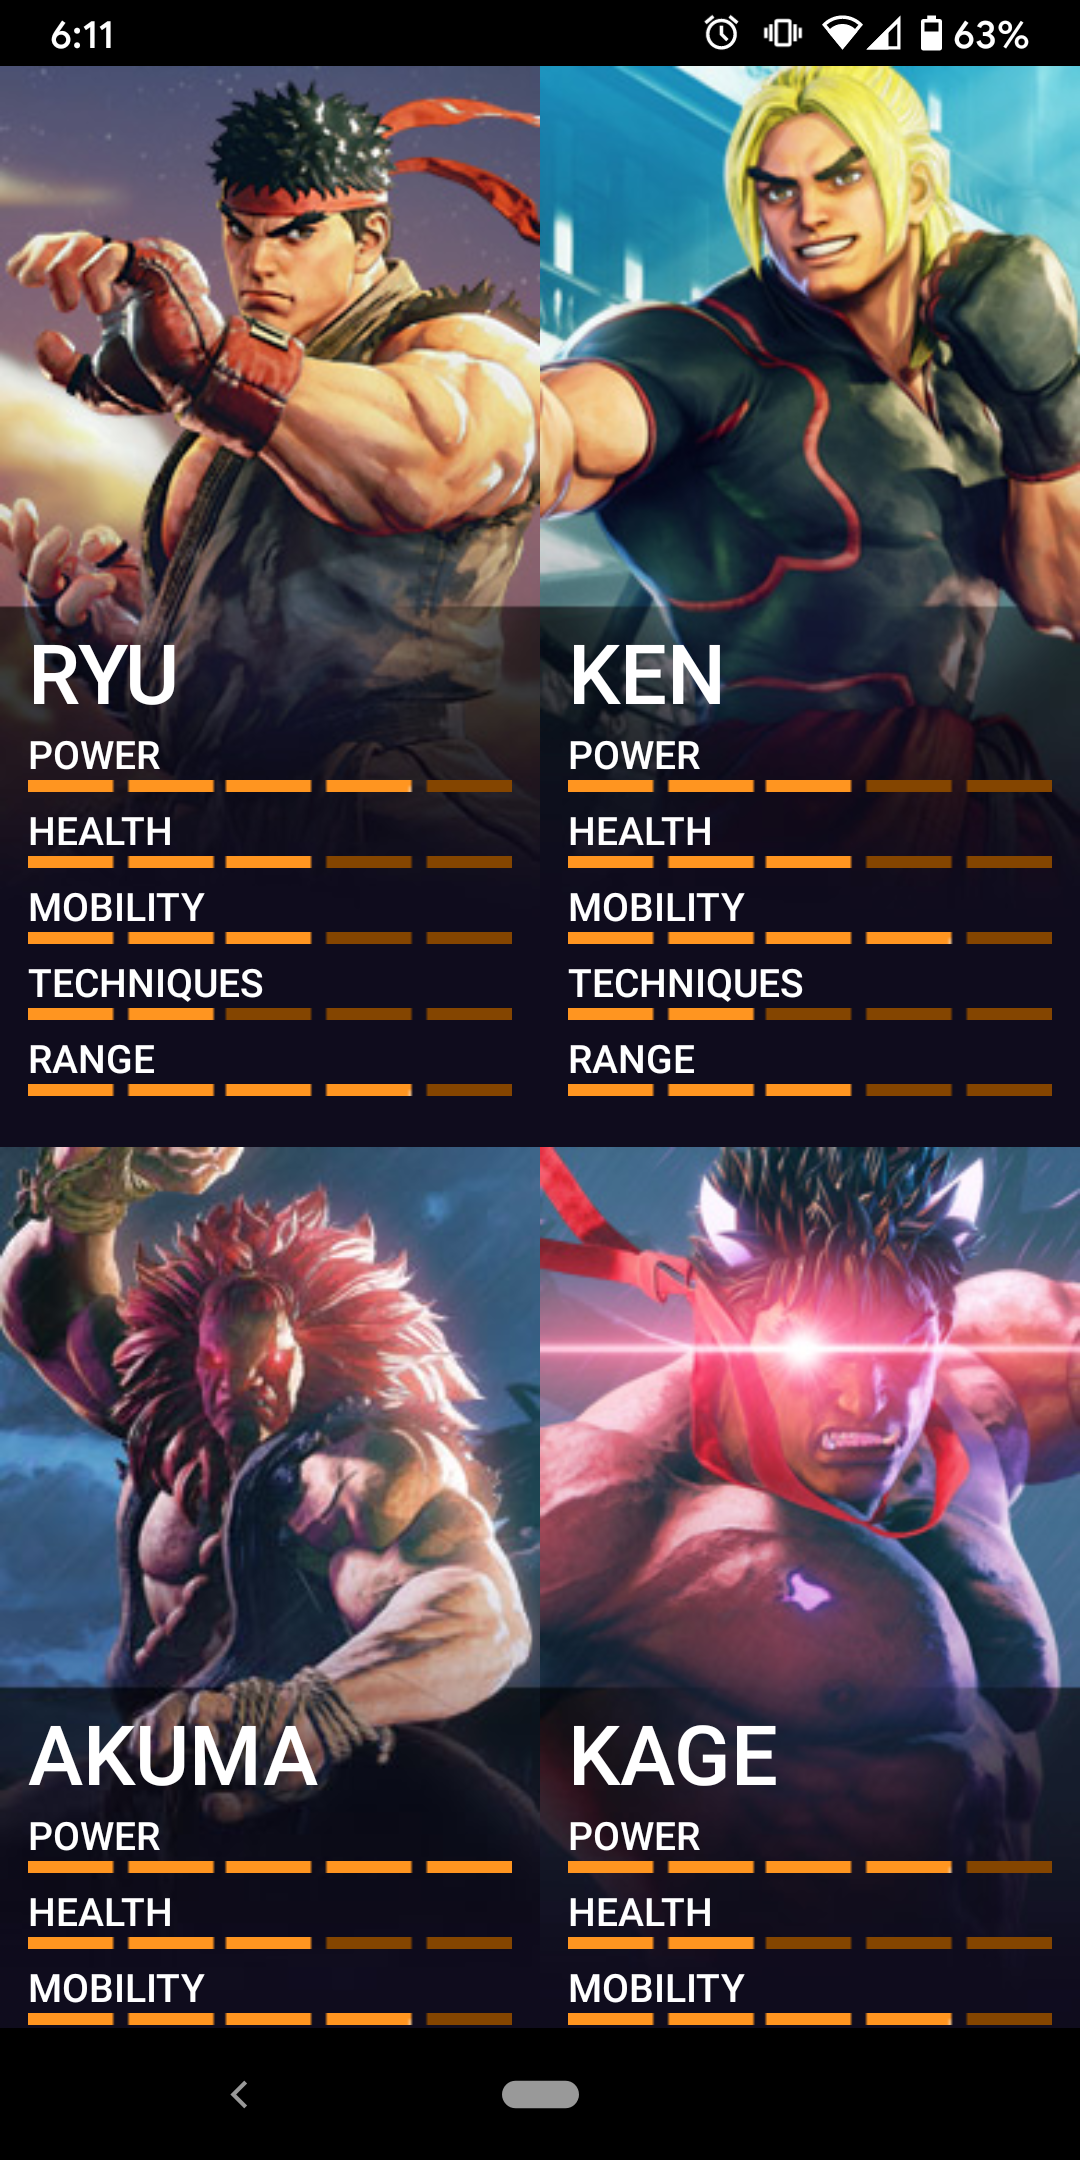 6:11
63%
RYU
POWER
HEALTH
MOBILITY
TECHNIQUES
RANGE
KEN
POWER
HEALTH
MOBILITY
TECHNIQUES
RANGE
AKUMA
POWER
HEALTH
MOBILITY
KAGE
POWER
HEALTH
MOBILITY